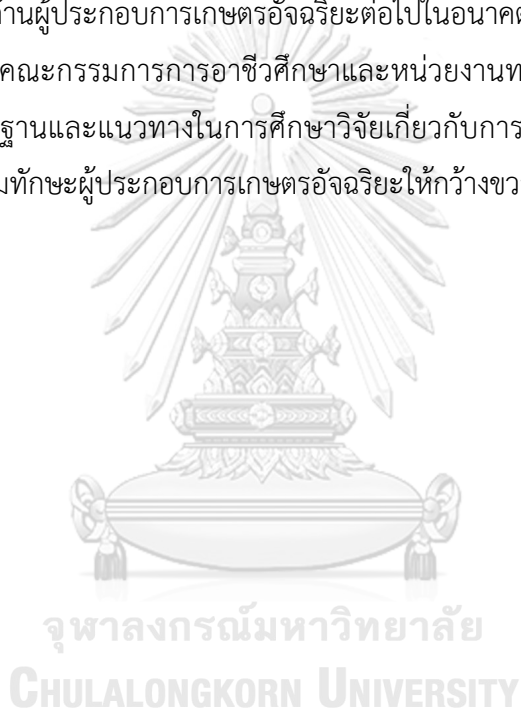 ้านผู้ประกอบการเกษตรอัจฉริยะต่อไปในอนาคต
คณะกรรมการการอาชีวศึกษาและหน่วยงานท
ฐานและแนวทางในการศึกษาวิจัยเกี่ยวกับการ
มทักษะผู้ประกอบการเกษตรอัจฉริยะให้กว้างขว
จุฬาลงกรณ์มหาวิทยาลัย
CHULALONGKORN UNIVERSITY